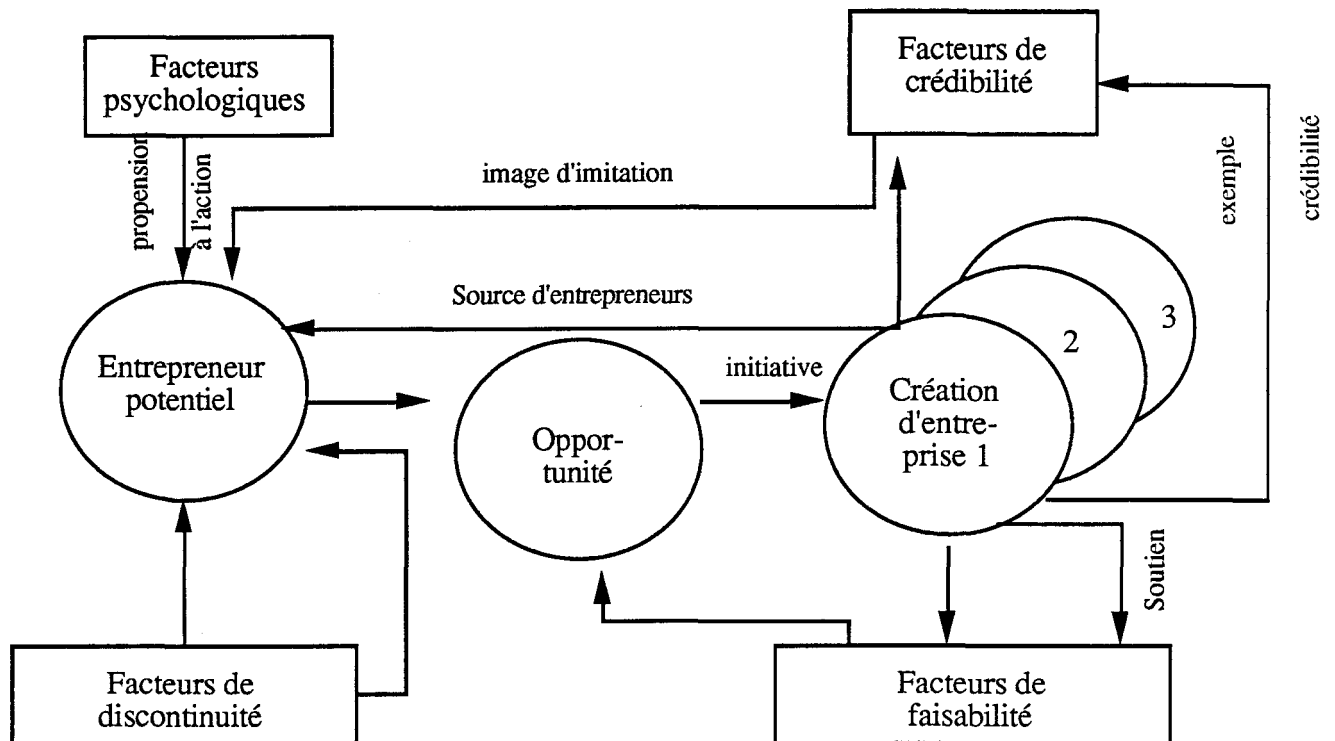 Facteurs
psychologiques
Facteurs de
crédibilité
propension
à l'action
image d'imitation
exemple
crédibilité
Source d'entrepreneurs
Entrepreneur
potentiel
initiative
Oppor-
tunité
Création
d'entre-
prise 1
2
3
Soutien
Facteurs de
discontinuité
Facteurs de
faisabilité